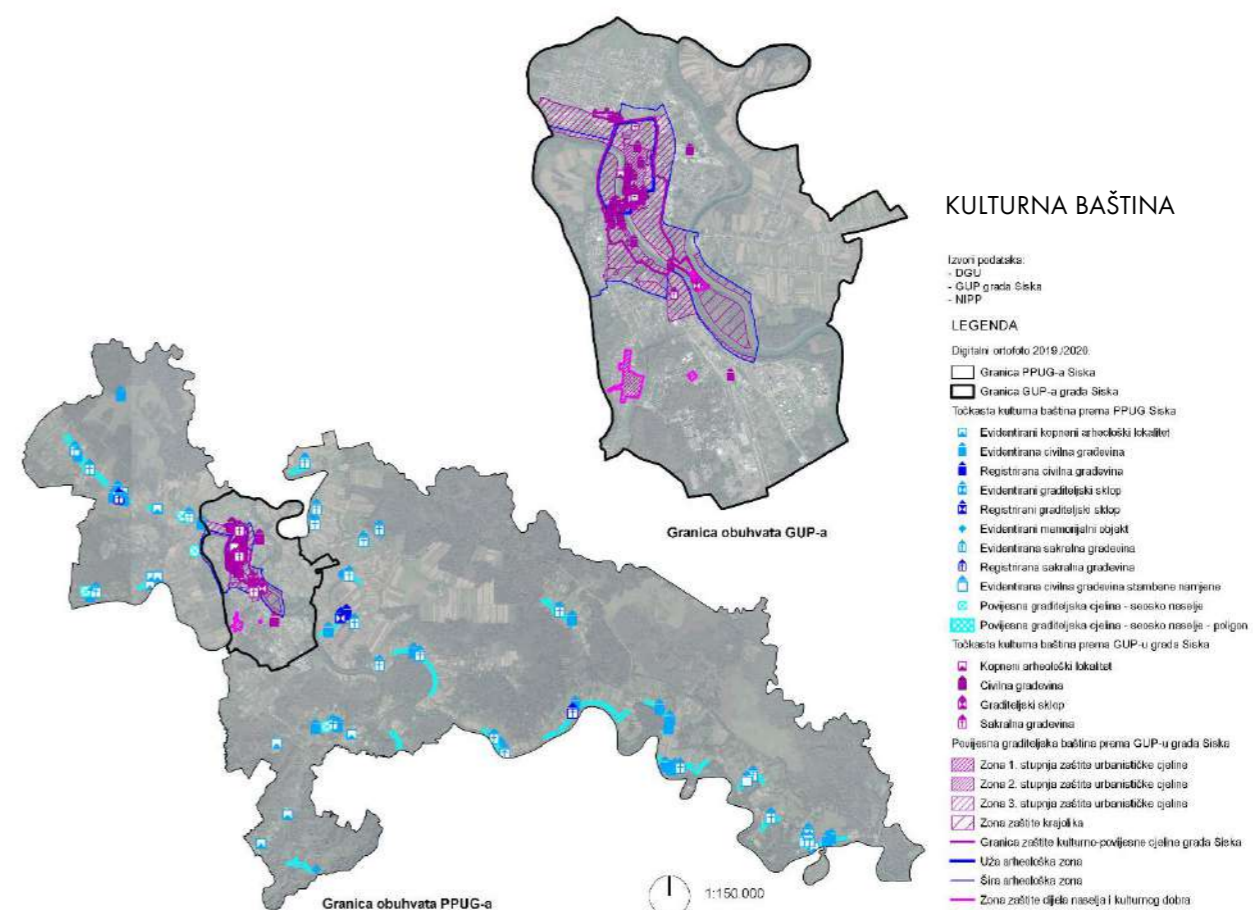 KULTURNA BAŠTINA
Izvori podataka:
- DGU
- GUP grada Siska
- NIPP
LEGENDA
Digitalni ortofoto 2019./2020.
Granica PPUG-a Siska
Granica GUP-a grada Siska
Točkasta kulturna baština prema PPUG Siska
Evidentirani kopneni arheološki lokalitet
Evidentirana civilna građevina
Registrirana civilna građevina
Evidentirani graditeljski sklop
Registrirani graditeljski sklop
Evidentirani memorijalni objekt
Evidentirana sakralna građevina
Registrirana sakralna građevina
Evidentirana civilna građevina stambene namjene
Povijesna graditeljska cjelina - seosko naselje
Povijesna graditeljska cjelina - seosko naselje - poligon
Točkasta kulturna baština prema GUP-u grada Siska
Kopneni arheološki lokalitet
Civilna građevina
Graditeljski sklop
Sakralna građevina
Povijesna graditeljska baština prema GUP-u grada Siska
Zona 1. stupnja zaštite urbanističke cjeline
Zona 2. stupnja zaštite urbanističke cjeline
Zona 3. stupnja zaštite urbanističke cjeline
Zona zaštite krajolika
Granica zaštite kulturno-povijesne cjeline grada Siska
Uža arheološka zona
Šira arheološka zona
Zona zaštite dijela naselja i kulturnog dobra
Granica obuhvata GUP-a
Granica obuhvata PPUG-a
1:150.000